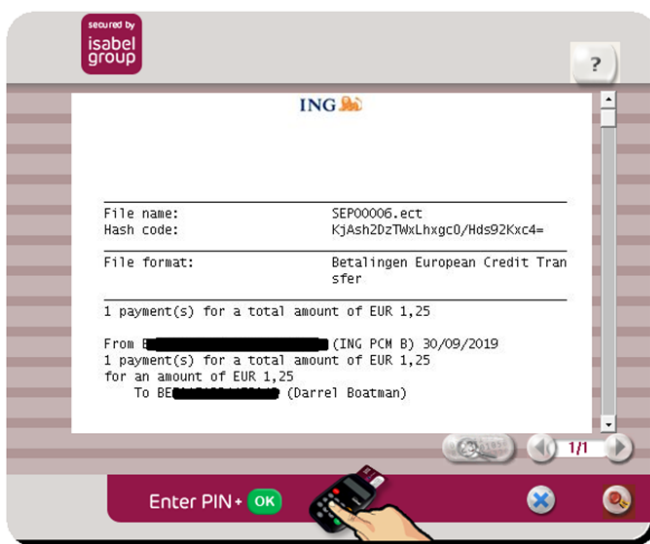 secured by
isabel
group
?
ING
File name: SEP00006.ect
Hash code: KjAsh2DzTWxLhxgc0/Hds92Kxc4=
File format: Betalingen European Credit Tran
sfer
1 payment(s) for a total amount of EUR 1,25
From (ING PCM B) 30/09/2019
1 payment(s) for a total amount of EUR 1,25
for an amount of EUR 1,25
To BE (Darrel Boatman)
1/1
Enter PIN+ OK